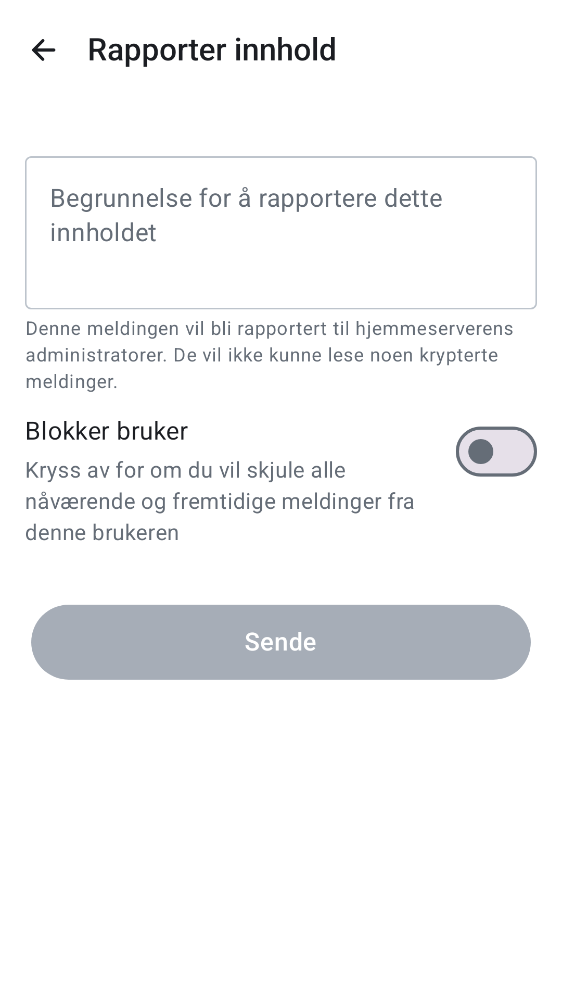 Rapporter innhold
Begrunnelse for å rapportere dette
innholdet
Denne meldingen vil bli rapportert til hjemmeserverens
administratorer. De vil ikke kunne lese noen krypterte
meldinger.
Blokker bruker
Kryss av for om du vil skjule alle
nåværende og fremtidige meldinger fra
denne brukeren
Sende